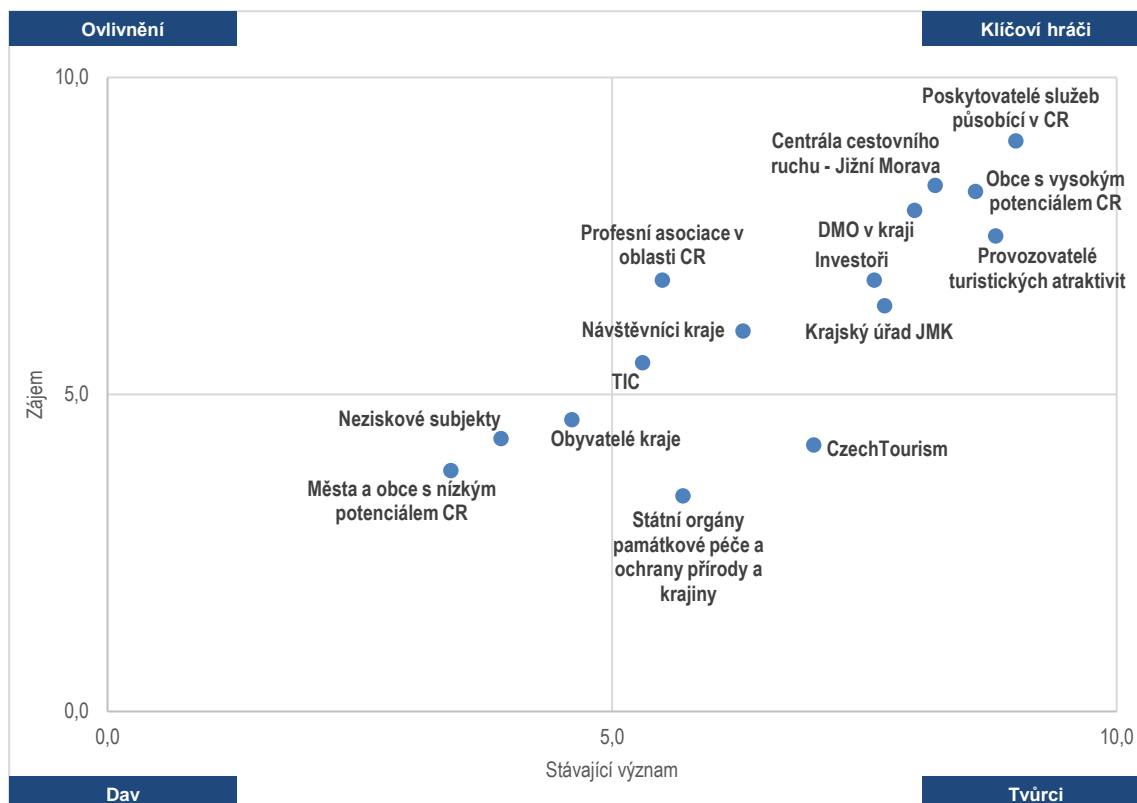 Ovlivnění
Klíčoví hráči
10,0
Poskytovatelé služeb
působící v CR
Centrála cestovního
ruchu - Jižní Morava
Obce s vysokým
potenciálem CR
DMO v kraji
Profesní asociace v
oblasti CR
Investoři
Provozovatelé
turistických atraktivit
Návštěvníci kraje
Krajský úřad JMK
TIC
5,0
Zájem
Neziskové subjekty
Obyvatelé kraje
CzechTourism
Města a obce s nízkým
potenciálem CR
Státní orgány
památkové péče a
ochrany přírody a
krajiny
0,0
0,0
5,0
10,0
Stávající význam
Dav
Tvůrci